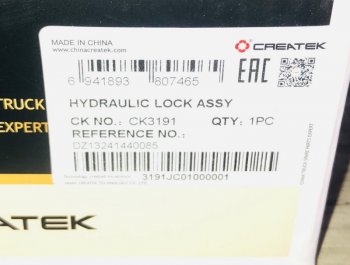 MADE IN CHINA
www.chinacreatek.com
CREATEK
EAC
6 941893 807465
HYDRAULIC LOCK ASSY
CK NO.: CK3191 QTY: 1PC
REFERENCE NO.:
DZ13241440085
3191JC01000001
TRUCK
EXPERT
EATEK